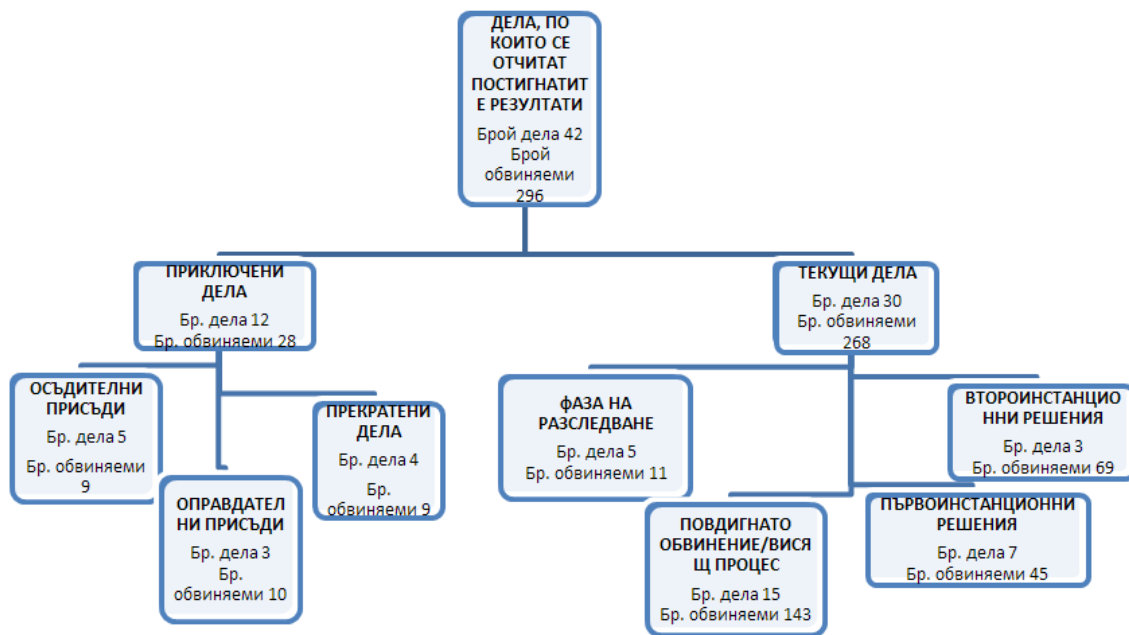 ДЕЛА, ПО
КОИТО СЕ
ОТЧИТАТ
ПОСТИГНАТИТ
Е РЕЗУЛТАТИ
Брой дела 42
Брой
обвиняеми
296
ПРИКЛЮЧЕНИ
ДЕЛА
Бр. дела 12
Бр. обвиняеми 28
ТЕКУЩИ ДЕЛА
Бр. дела 30
Бр. обвиняеми
268
ОСЪДИТЕЛНИ
ПРИСЪДИ
Бр. дела 5
Бр. обвиняеми
9
ОПРАВДАТЕЛ
НИ ПРИСЪДИ
Бр. дела 3
Бр.
обвиняеми 10
ПРЕКРАТЕНИ
ДЕЛА
Бр. дела 4
Бр.
обвиняеми 9
ФАЗА НА
РАЗСЛЕДВАНЕ
Бр. дела 5
Бр. обвиняеми 11
ПОВДИГНАТО
ОБВИНЕНИЕ/ВИСЯ
Щ ПРОЦЕС
Бр. дела 15
Бр. обвиняеми 143
ПЪРВОИНСТАНЦИОННИ
РЕШЕНИЯ
Бр. дела 7
Бр. обвиняеми 45
ВТОРОИНСТАНЦИО
ННИ РЕШЕНИЯ
Бр. дела 3
Бр. обвиняеми 69